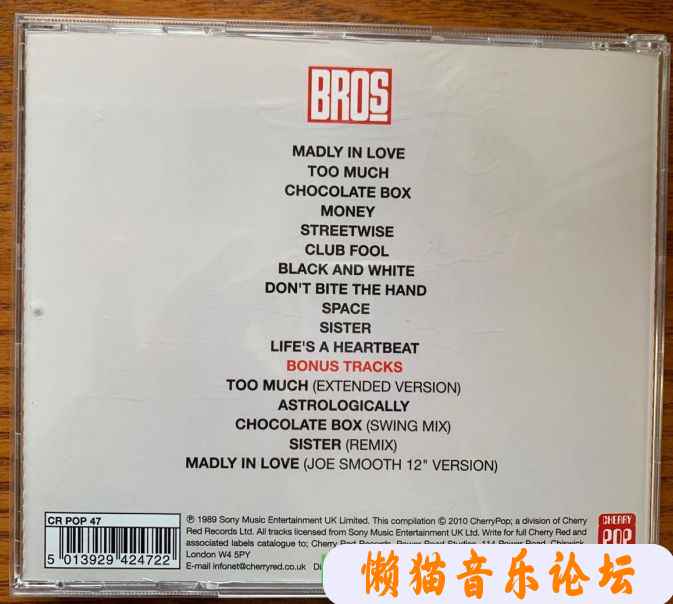 BROS
MADLY IN LOVE
TOO MUCH
CHOCOLATE BOX
MONEY
STREETWISE
CLUB FOOL
BLACK AND WHITE
DON'T BITE THE HAND
SPACE
SISTER
LIFE'S A HEARTBEAT
BONUS TRACKS
TOO MUCH (EXTENDED VERSION)
ASTROLOGICALLY
CHOCOLATE BOX (SWING MIX)
SISTER (REMIX)
MADLY IN LOVE (JOE SMOOTH 12" VERSION)
CR POP 47
5 013929 424722
℗ 1989 Sony Music Entertainment UK Limited. This compilation © 2010 CherryPop; a division of Cherry
Red Records Ltd. All tracks licensed from Sony Music Entertainment UK Ltd. Write for full Cherry Red and
associated labels catalogue to; Cherry Red Records, Power Road Studios, 114 Power Road, Chiswick,
London W4 5PY
E-mail infonet@cherryred.co.uk
CHERRY
POP
懒猫音乐论坛